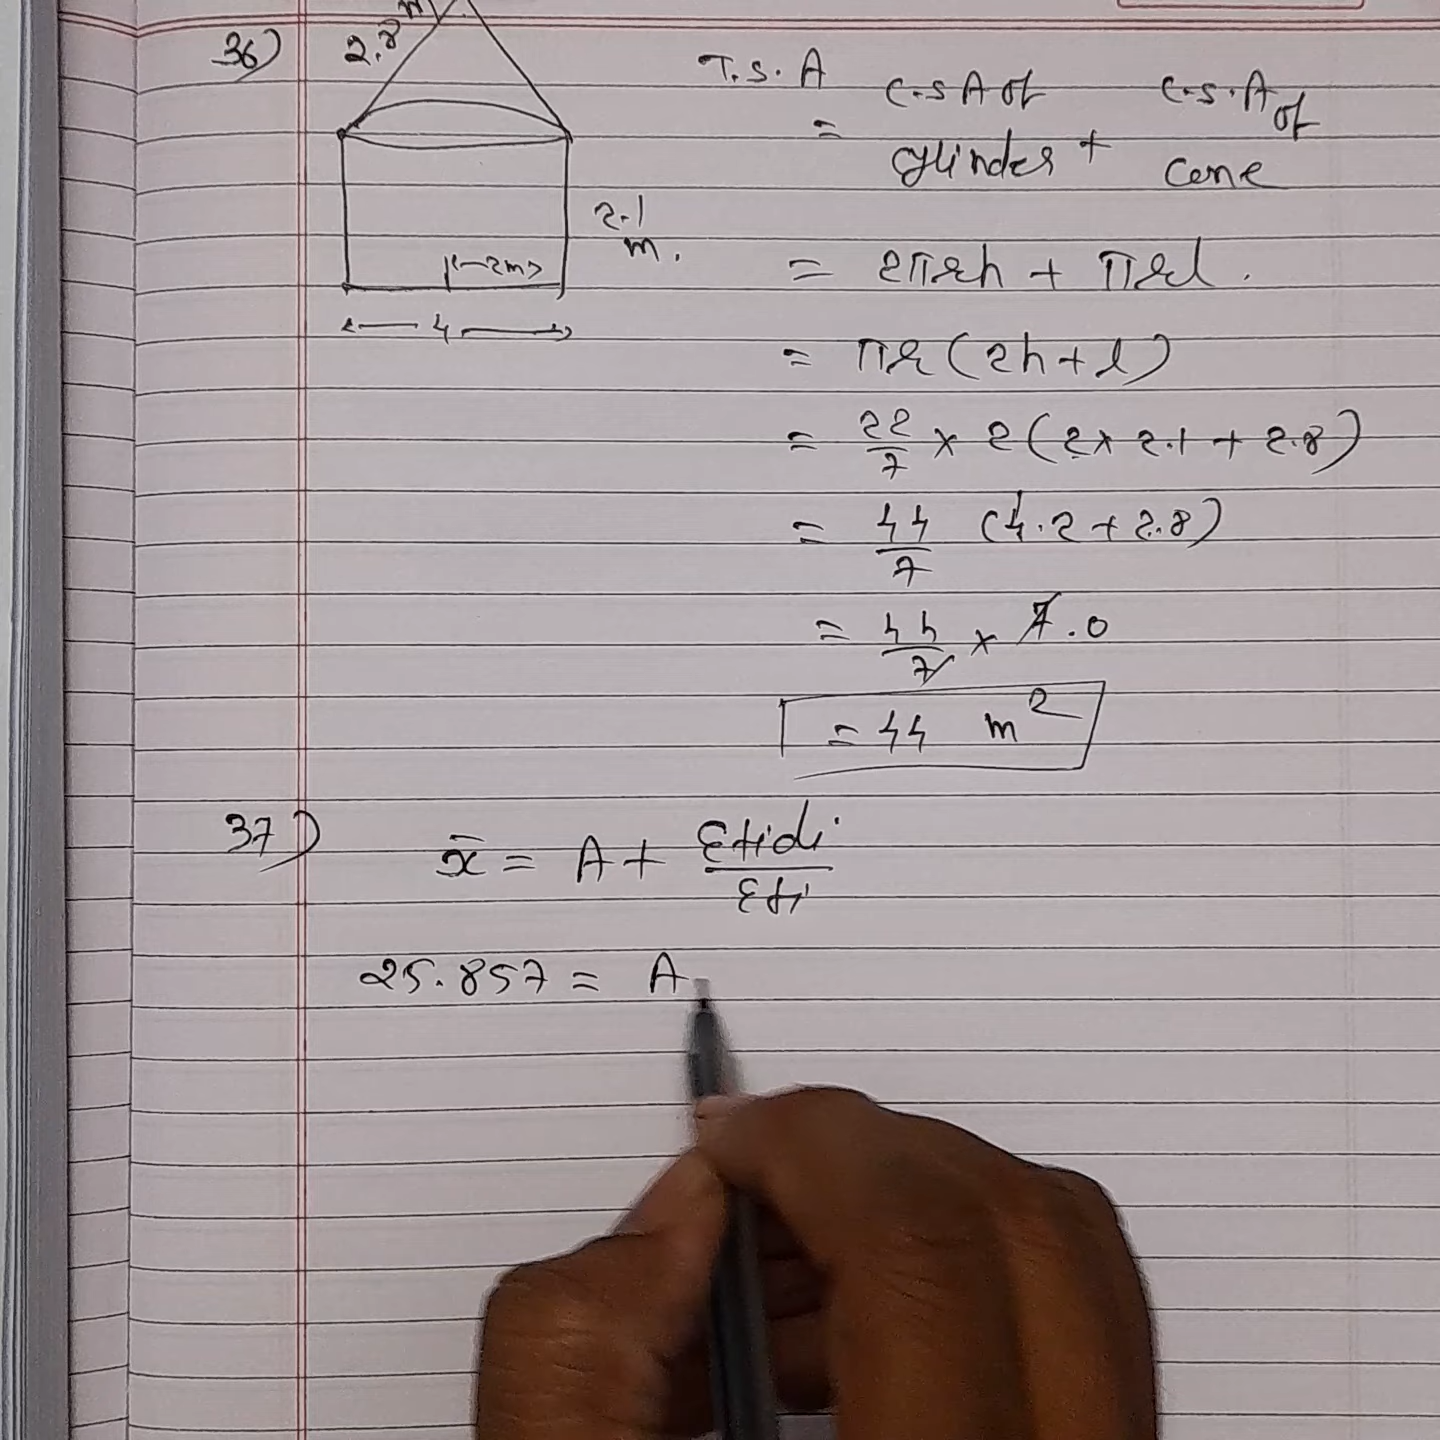 36)
2.8 m
2.1 m.
2m
4
T.S.A = C.S A of cylinder + C.S.A of cone
= 2πrh + πrl.
= πr(2h+l)
= 22/7 × 2(2×2.1+2.8)
= 44/7 (4.2+2.8)
= 44/7 × 7.0
= 44 m²
37) x̄ = A + Σfidi/Σfi
25.857 = A